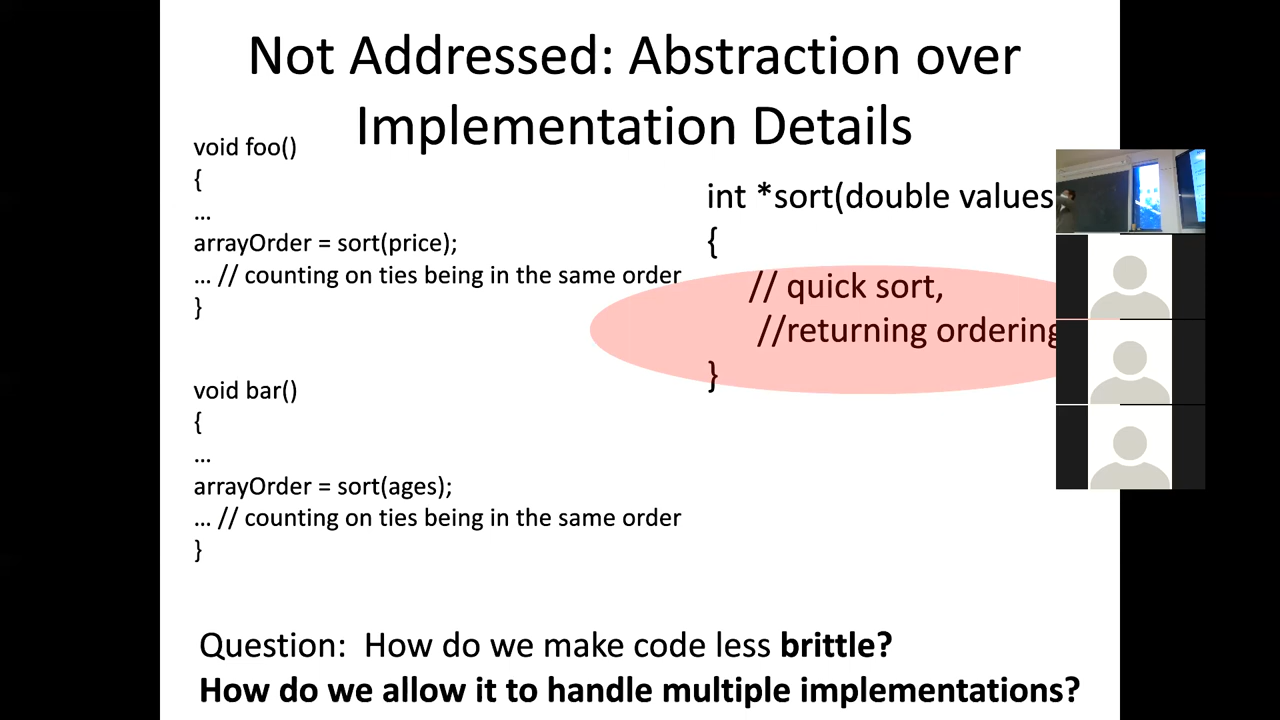 Not Addressed: Abstraction over
Implementation Details
void foo()
{
…
arrayOrder = sort(price);
… // counting on ties being in the same order
}
void bar()
{
…
arrayOrder = sort(ages);
… // counting on ties being in the same order
}
int *sort(double values
{
// quick sort,
//returning ordering
}
Question: How do we make code less brittle?
How do we allow it to handle multiple implementations?